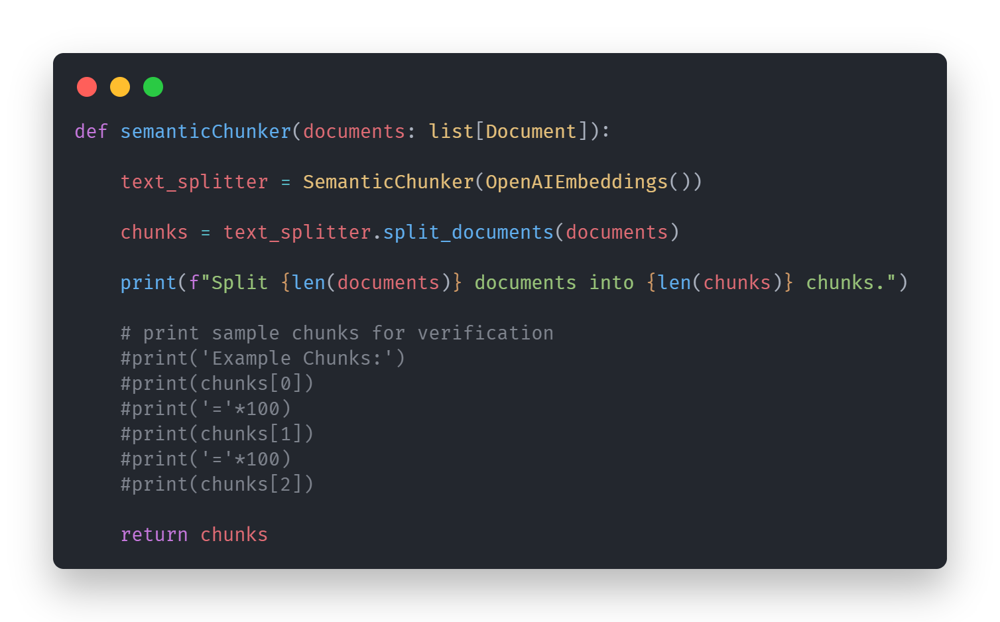 def semanticChunker(documents: list[Document]):
    text_splitter = SemanticChunker(OpenAIEmbeddings())
    chunks = text_splitter.split_documents(documents)
    print(f"Split {len(documents)} documents into {len(chunks)} chunks.")
    # print sample chunks for verification
    #print('Example Chunks:')
    #print(chunks[0])
    #print('='*100)
    #print(chunks[1])
    #print('='*100)
    #print(chunks[2])
    return chunks